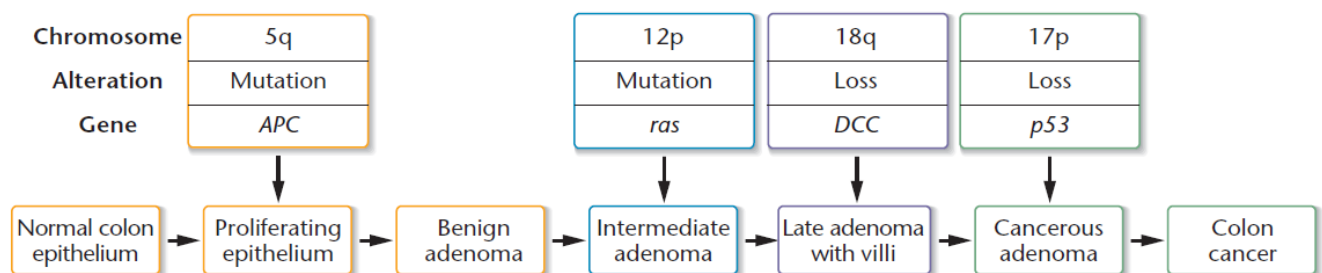 Chromosome 5q 12p 18q 17p
Alteration Mutation Mutation Loss Loss
Gene APC ras DCC p53
Normal colon epithelium
Proliferating epithelium
Benign adenoma
Intermediate adenoma
Late adenoma with villi
Cancerous adenoma
Colon cancer